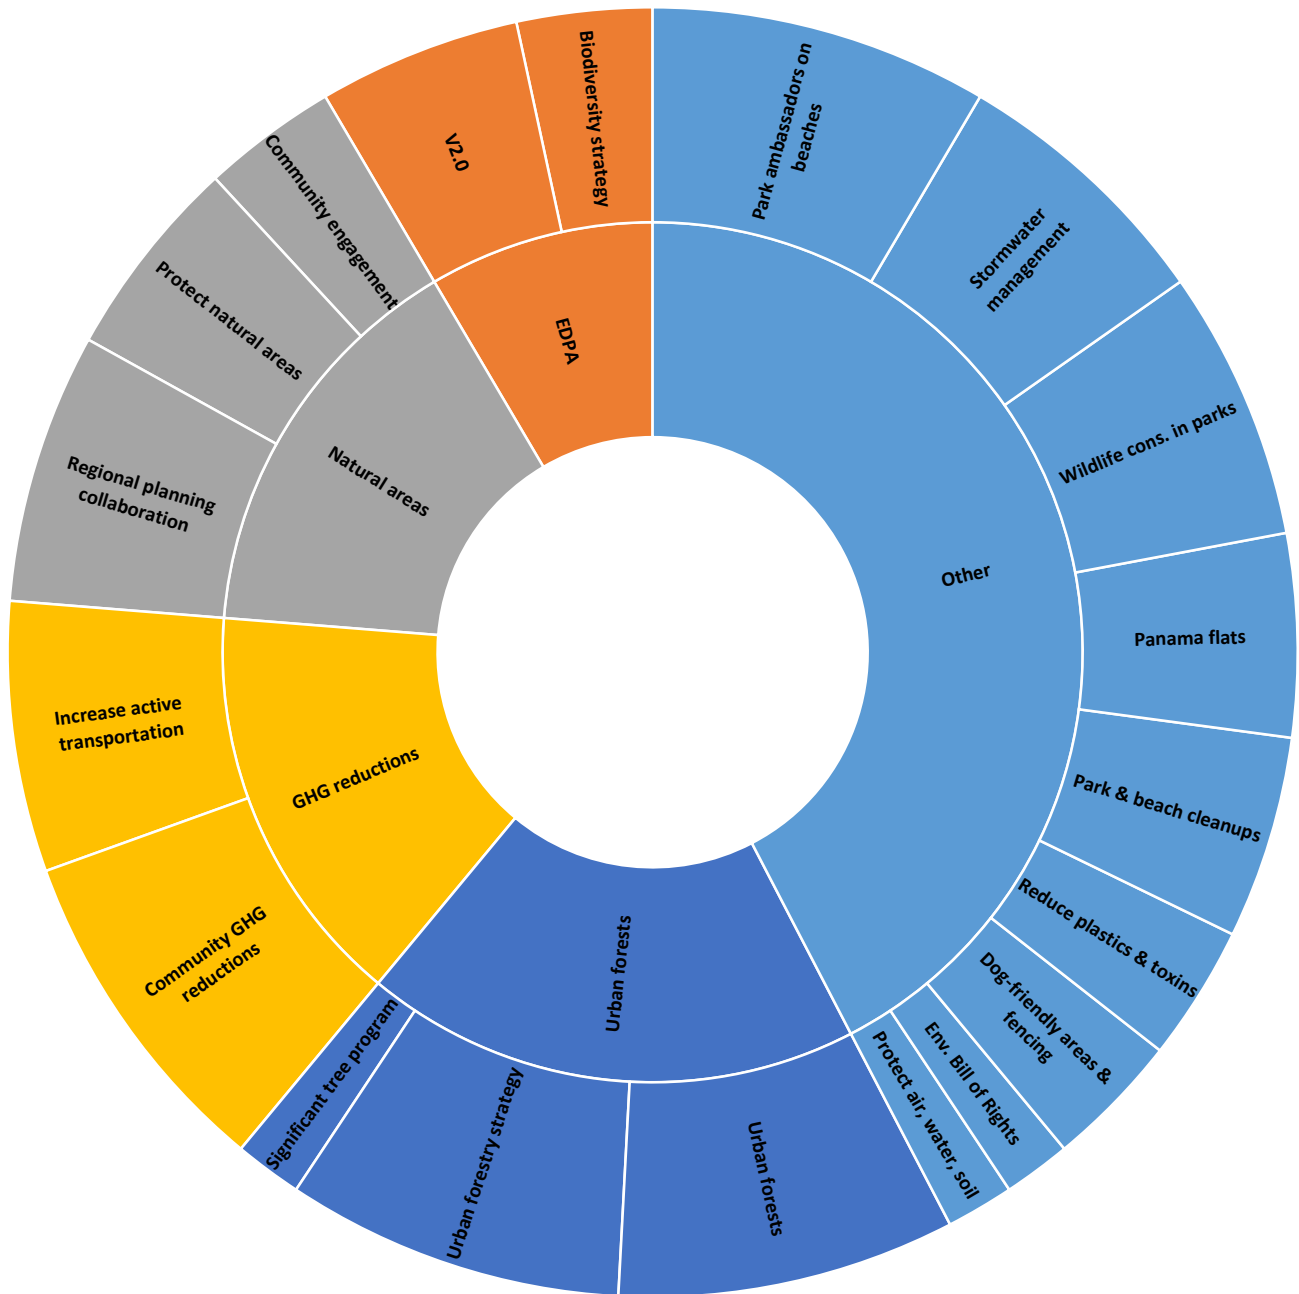 Biodiversity strategy
V2.0
EDPA
Park ambassadors on
beaches
Stormwater
management
Wildlife cons. in parks
Panama flats
Park & beach cleanups
Reduce plastics & toxins
Dog-friendly areas &
fencing
Env. Bill of Rights
Protect air, water, soil
Other
Urban forests
Urban forests
Urban forestry strategy
Significant tree program
GHG reductions
Community GHG
reductions
Increase active
transportation
Natural areas
Regional planning
collaboration
Protect natural areas
Community engagement